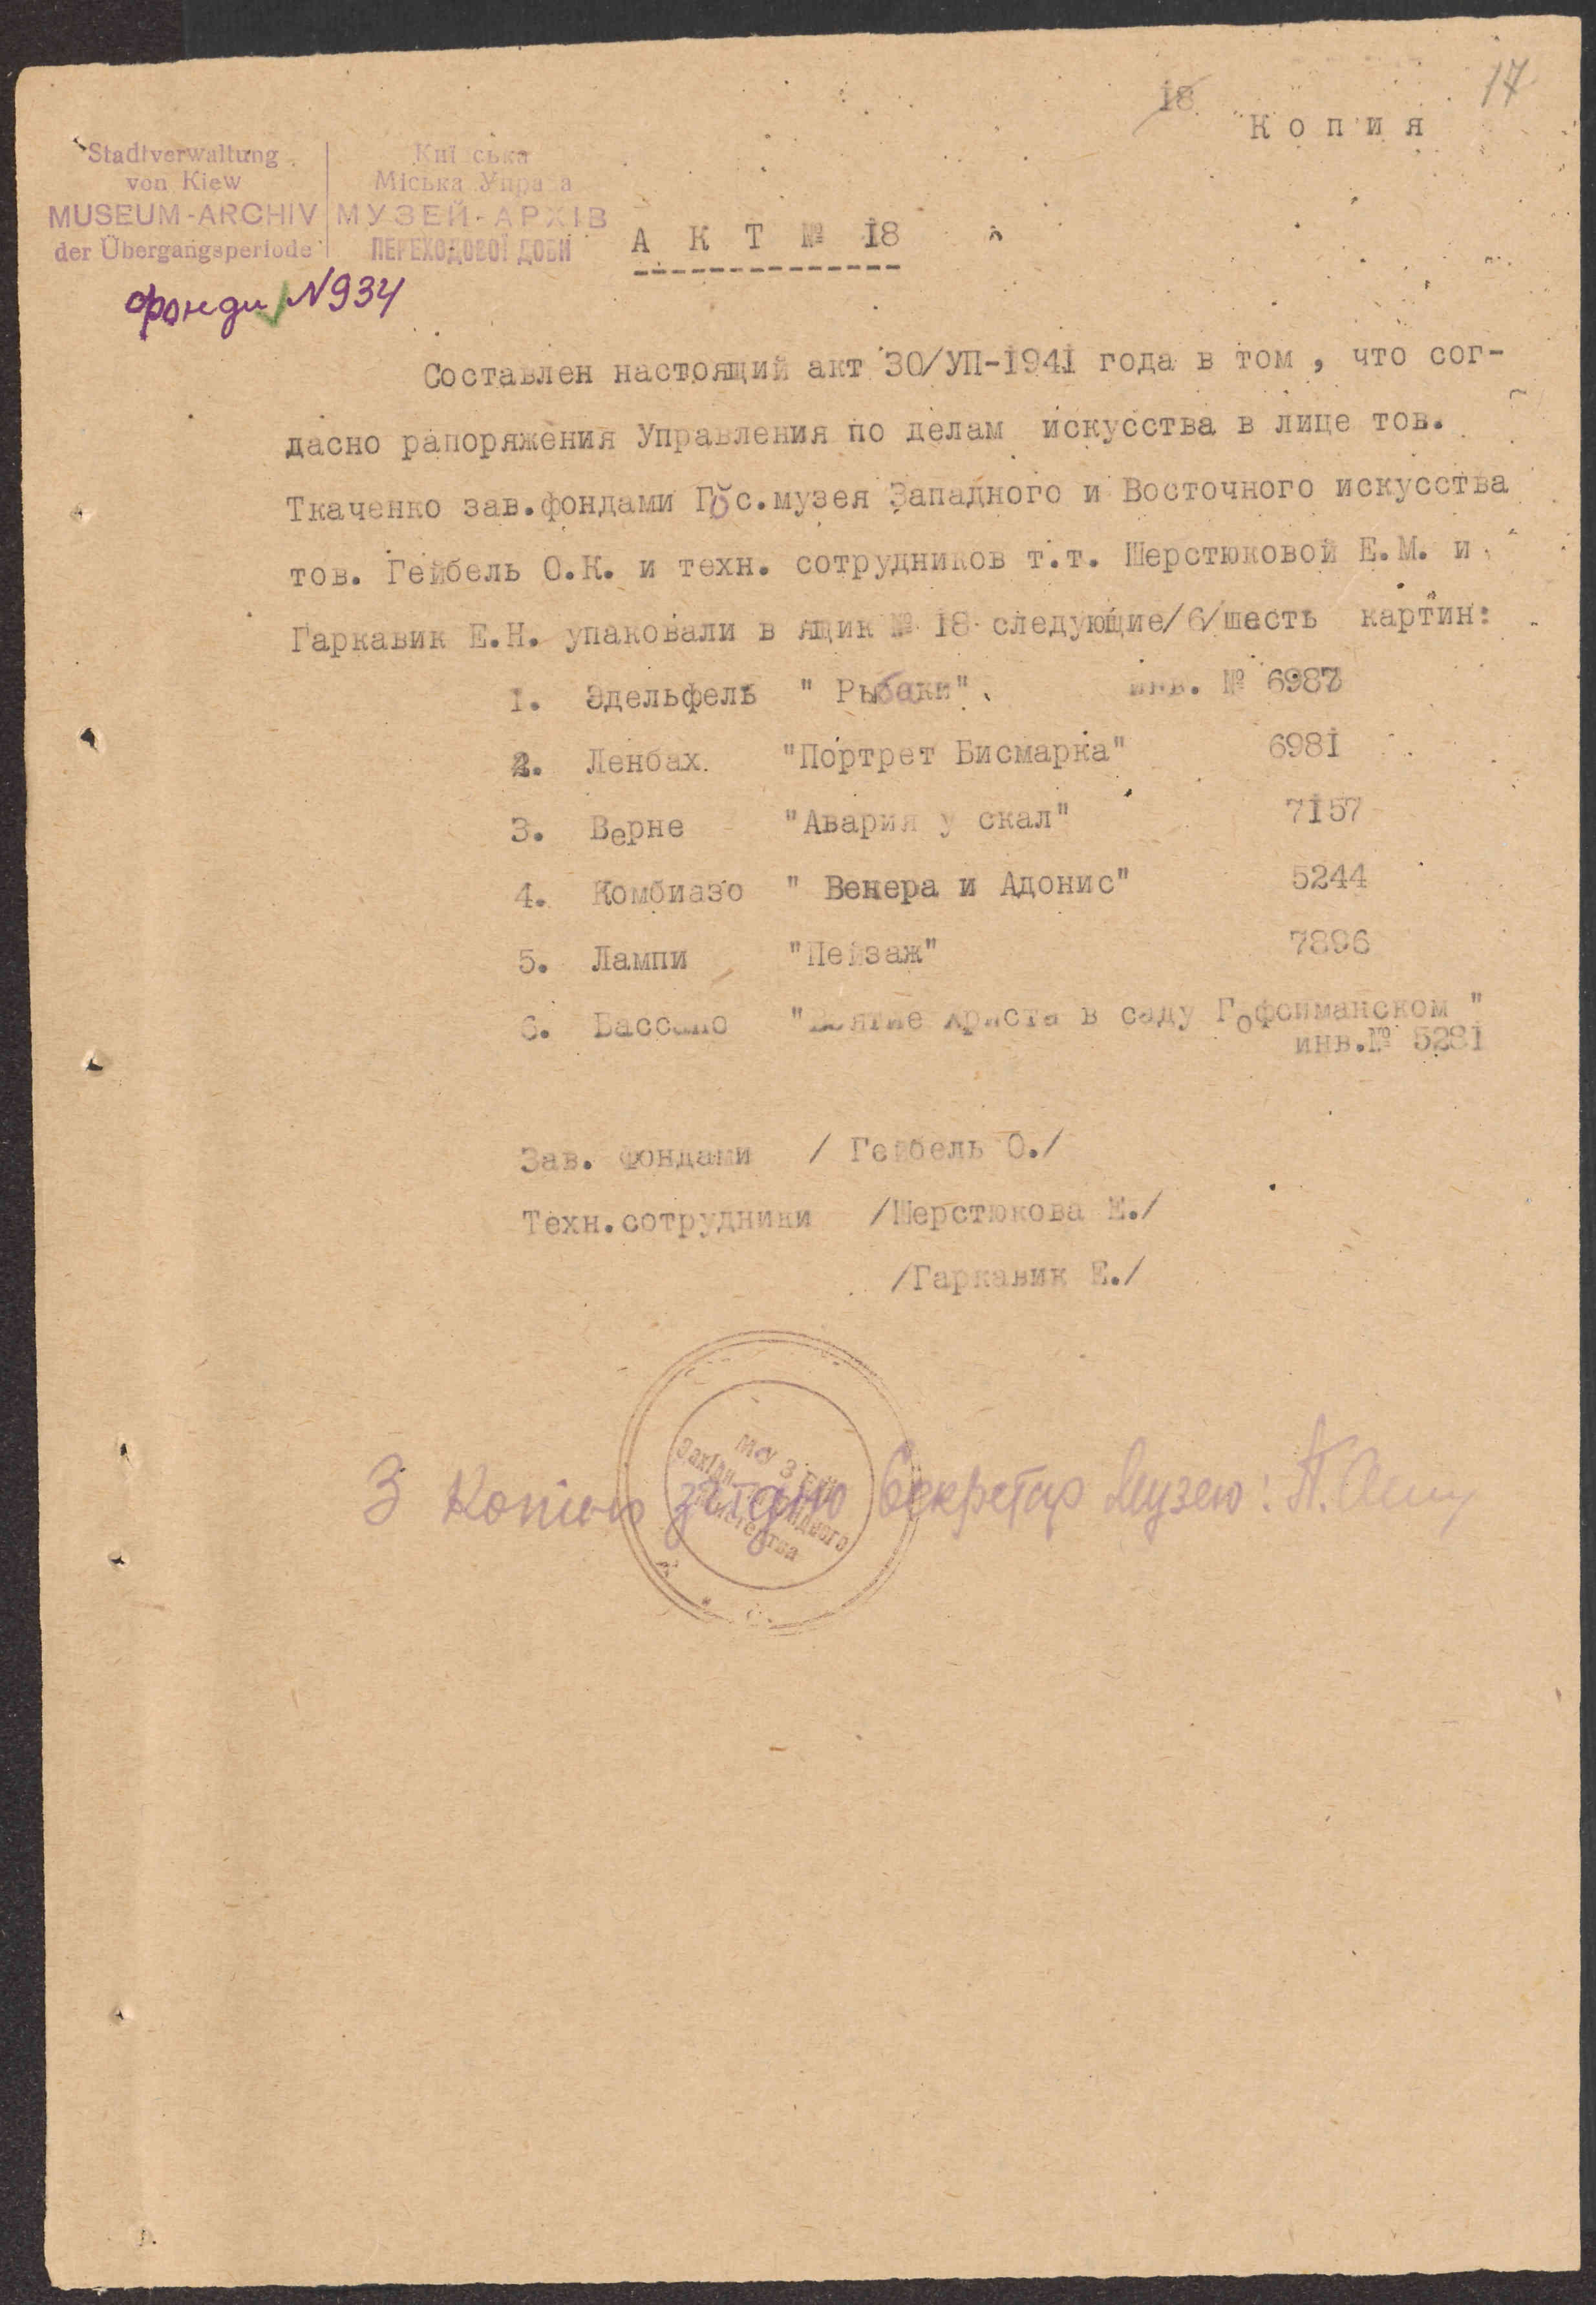 17
18
Копия
Stadtverwaltung
von Kiew
MUSEUM-ARCHIV
der Übergangsperiode
Київська
Міська Управа
МУЗЕЙ-АРХІВ
ПЕРЕХОДОВОЇ ДОБИ
фонди N934
АКТ № 18
Составлен настоящий акт 30/УП-1941 года в том , что сог-
дасно рапоряжения Управления по делам искусства в лице тов.
Ткаченко зав.фондами Гос.музея Западного и Восточного искусства
тов. Гейбель О.К. и техн. сотрудников т.т. Шерстюковой Е.М. и
Гаркавик Е.Н. упаковали в ящик № 18 следующие/6/шесть картин:
1. Эдельфель " Рыбаки" инв. № 6987
2. Ленбах "Портрет Бисмарка" 6981
3. Верне "Авария у скал" 7157
4. Комбиазо " Венера и Адонис" 5244
5. Лампи "Пейзаж" 7896
6. Бассано "Взятие Христа в саду Гофсиманском "
инв.№ 5281
Зав. фондами / Гейбель О./
Техн.сотрудники /Шерстюкова Е./
/Гаркавик Е./
З копією згідно Секретар Музею: